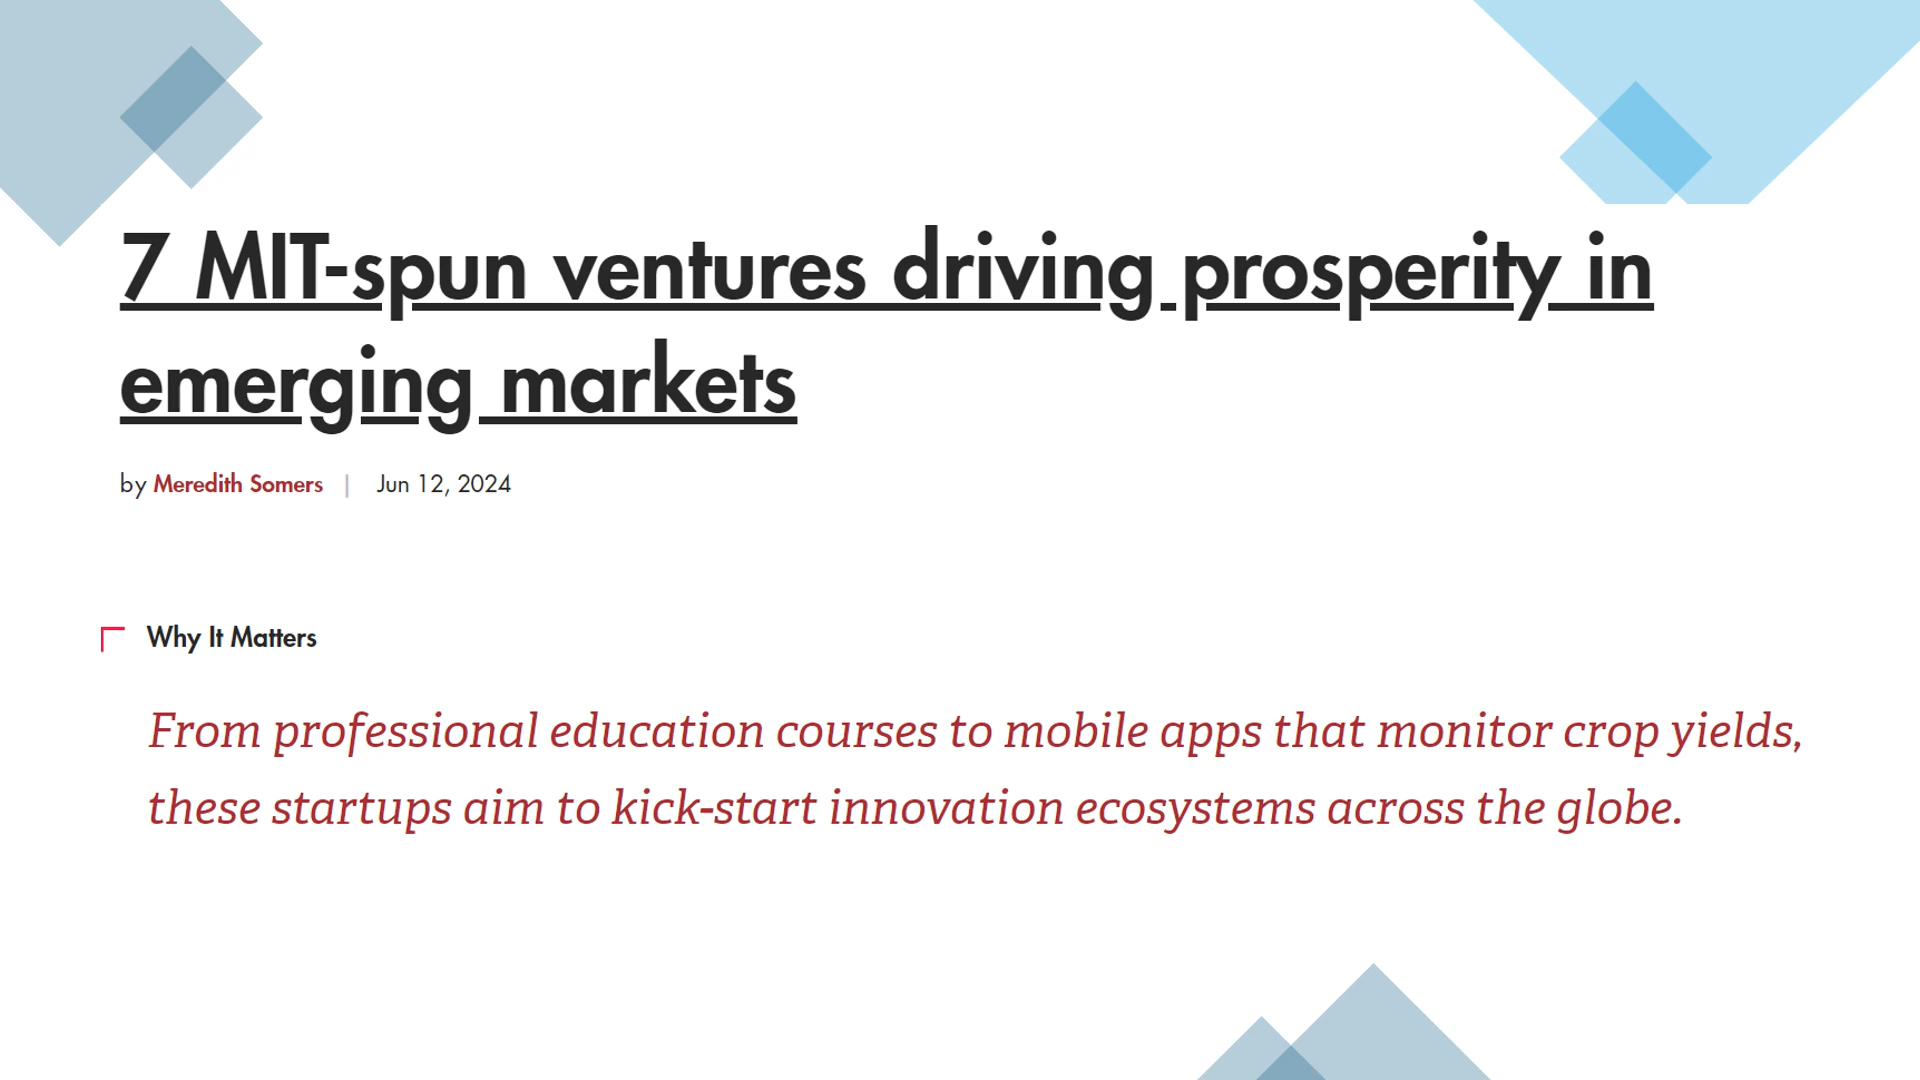 7 MIT-spun ventures driving prosperity in
emerging markets
by Meredith Somers | Jun 12, 2024
Why It Matters
From professional education courses to mobile apps that monitor crop yields,
these startups aim to kick-start innovation ecosystems across the globe.